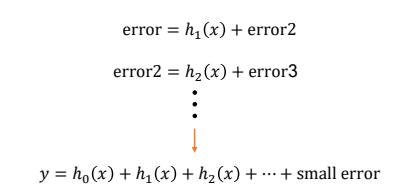 error = h₁(x) + error2
error2 = h₂(x) + error3
y = h₀(x) + h₁(x) + h₂(x) + ⋯ + small error